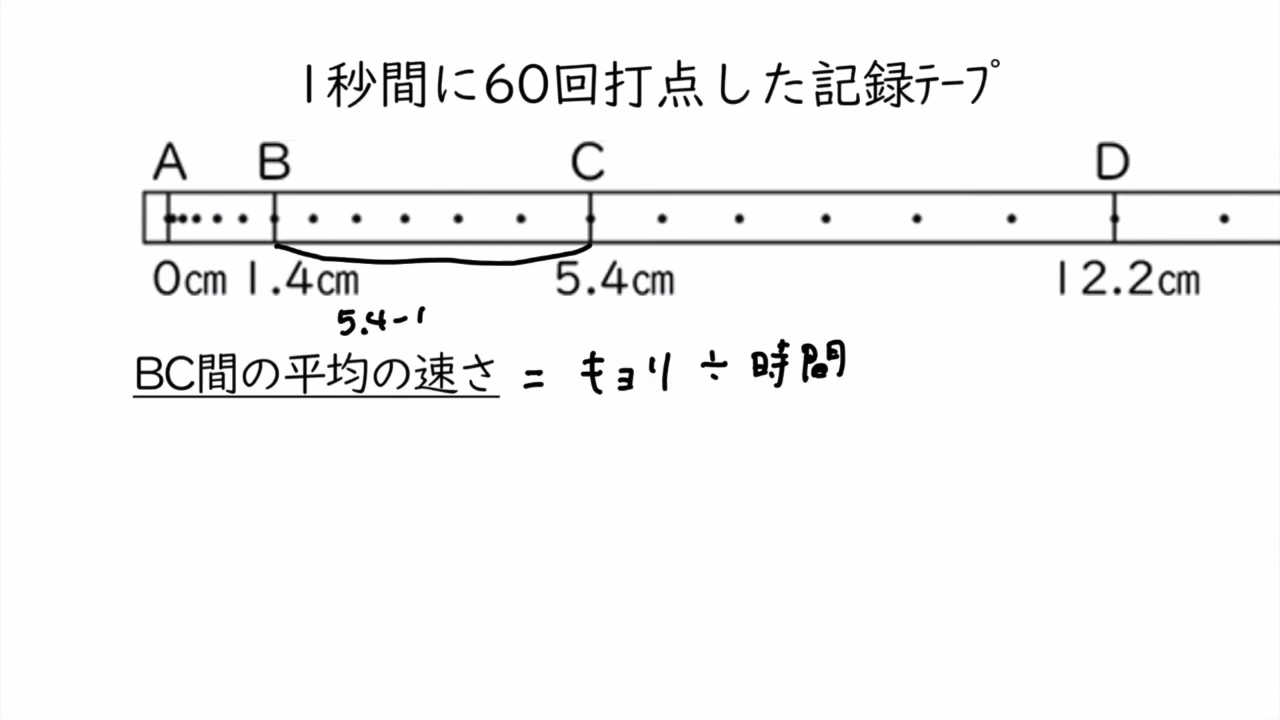 1秒間に60回打点した記録ﾃｰﾌﾟ
A B C D
0cm 1.4cm 5.4cm 12.2cm
5.4-1
BC間の平均の速さ = キョリ ÷ 時間